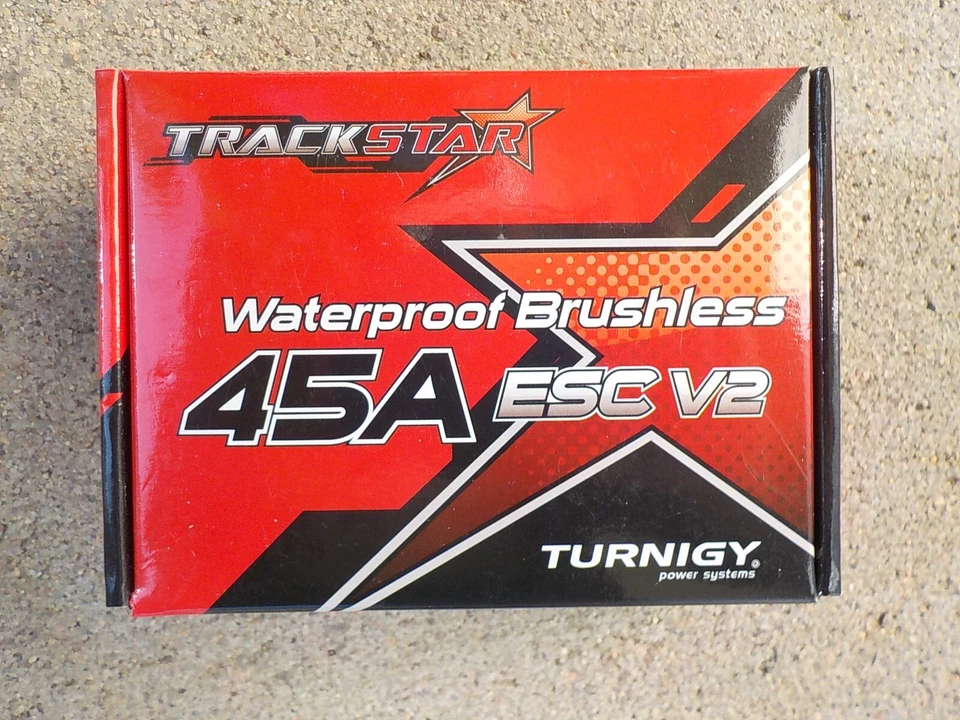 TRACKSTAR
Waterproof Brushless
45A ESC V2
TURNIGY®
power systems